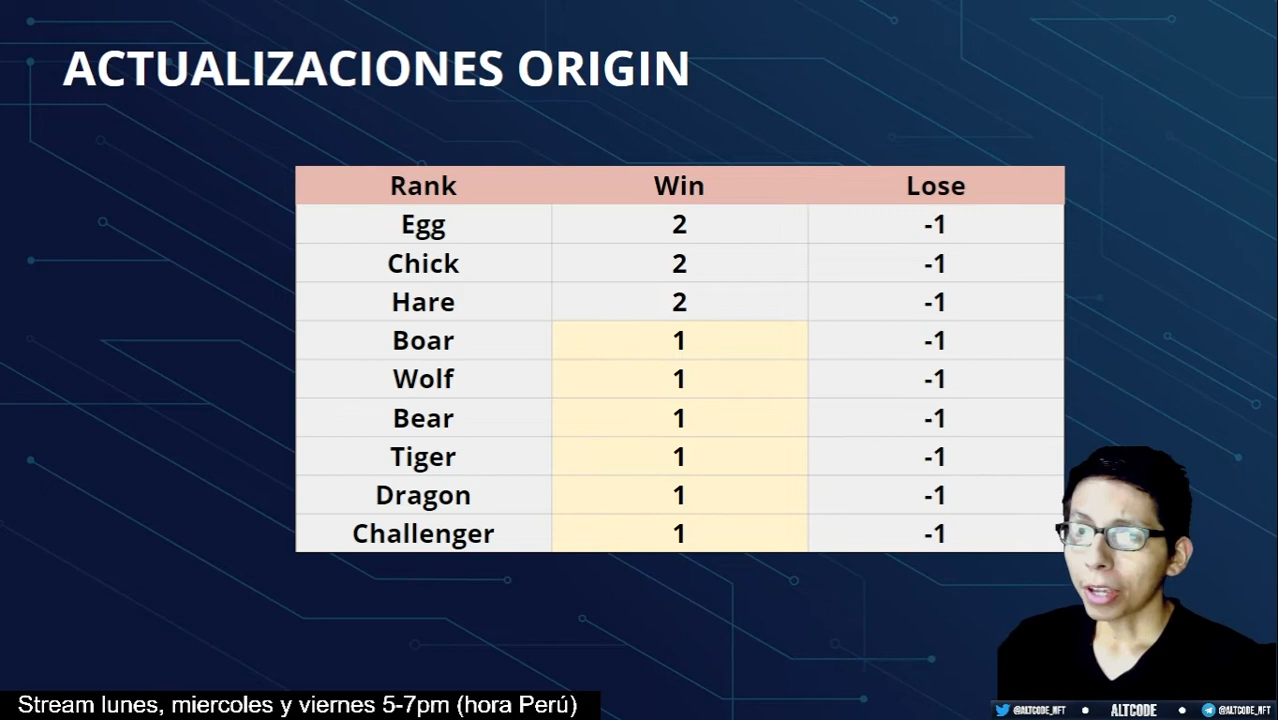 ACTUALIZACIONES ORIGIN
Rank Win Lose
Egg 2 -1
Chick 2 -1
Hare 2 -1
Boar 1 -1
Wolf 1 -1
Bear 1 -1
Tiger 1 -1
Dragon 1 -1
Challenger 1 -1
Stream lunes, miercoles y viernes 5-7pm (hora Perú)
@ALTCODE_NFT • ALTCODE • @ALTCODE_NFT